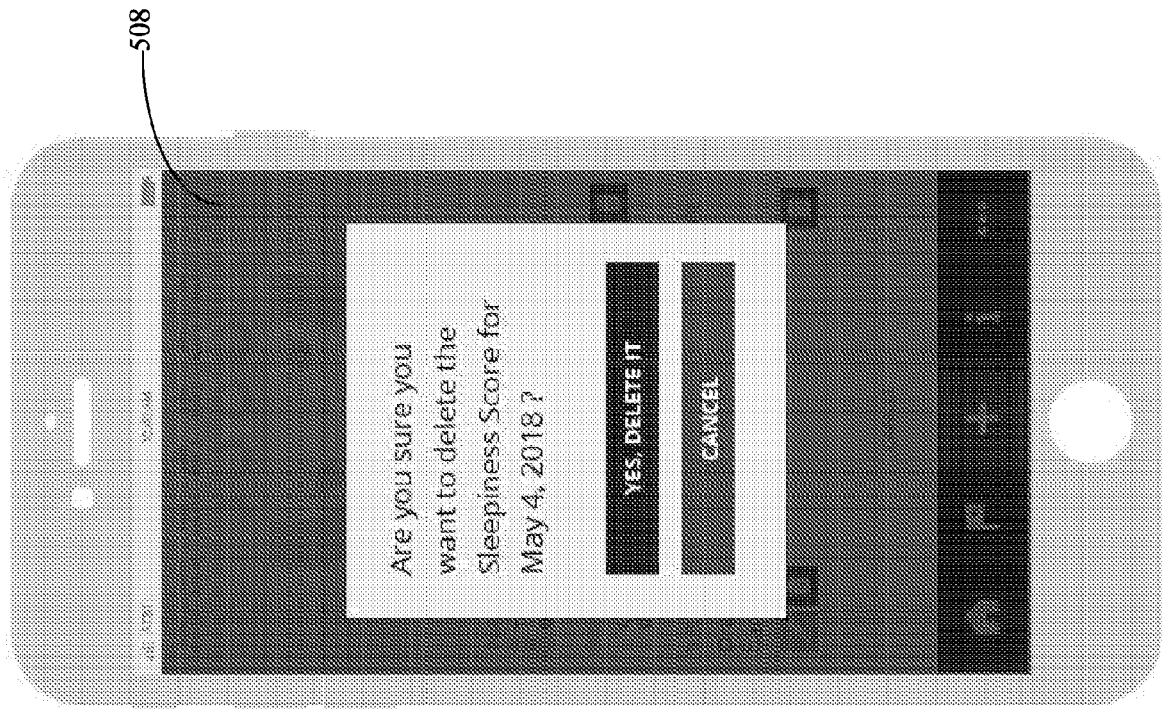 508
Are you sure you
want to delete the
Sleepiness Score for
May 4, 2018 ?
YES, DELETE IT
CANCEL